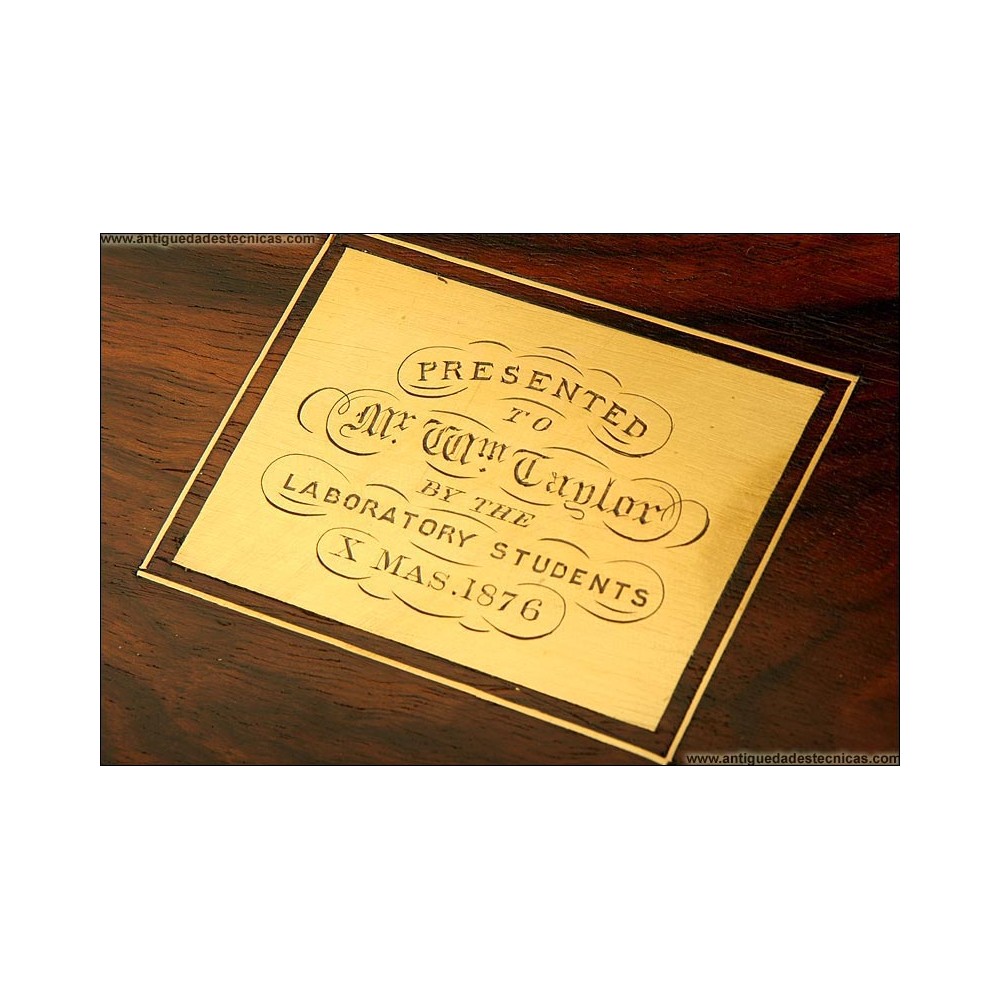 www.antiguedadestecnicas.com
PRESENTED
TO
Mr. Wm. Taylor
BY THE
LABORATORY STUDENTS
X MAS. 1876
www.antiguedadestecnicas.com